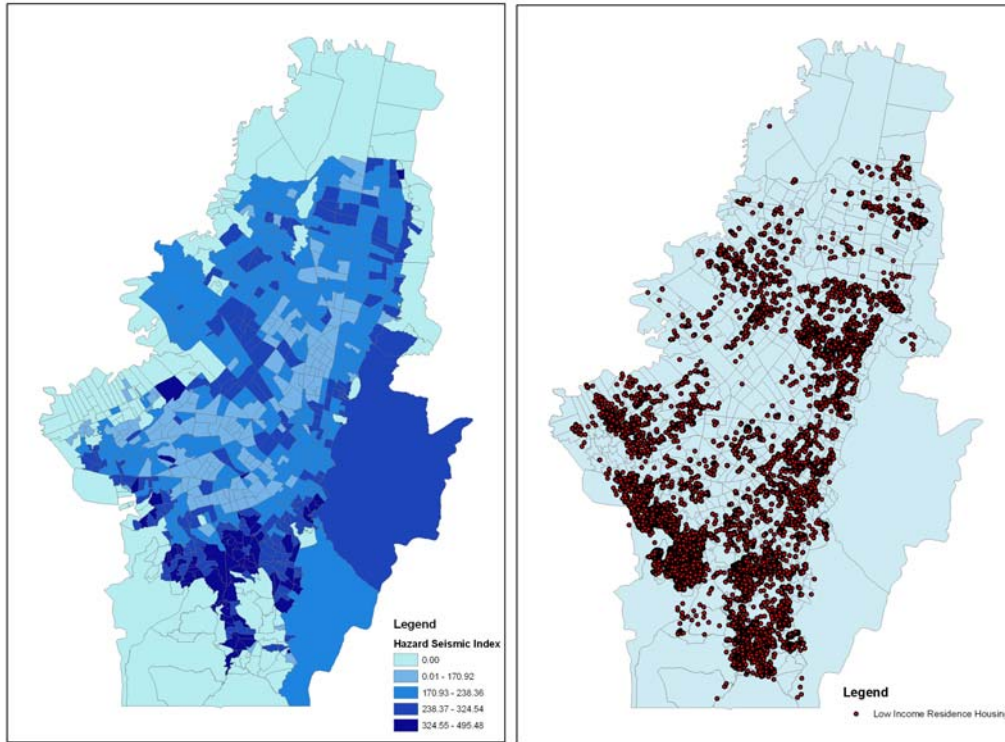 Legend
Hazard Seismic Index
0.00
0.01 - 170.92
170.93 - 238.36
238.37 - 324.54
324.55 - 495.48
Legend
Low Income Residence Housing